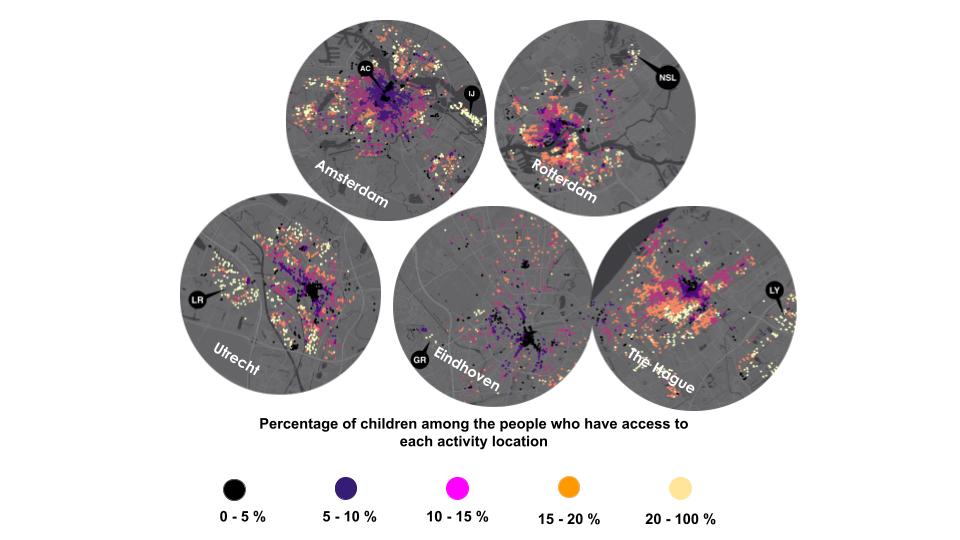 AC
IJ
Amsterdam
NSL
Rotterdam
LR
Utrecht
GR
Eindhoven
LY
The Hague
Percentage of children among the people who have access to
each activity location
0 - 5 %
5 - 10 %
10 - 15 %
15 - 20 %
20 - 100 %